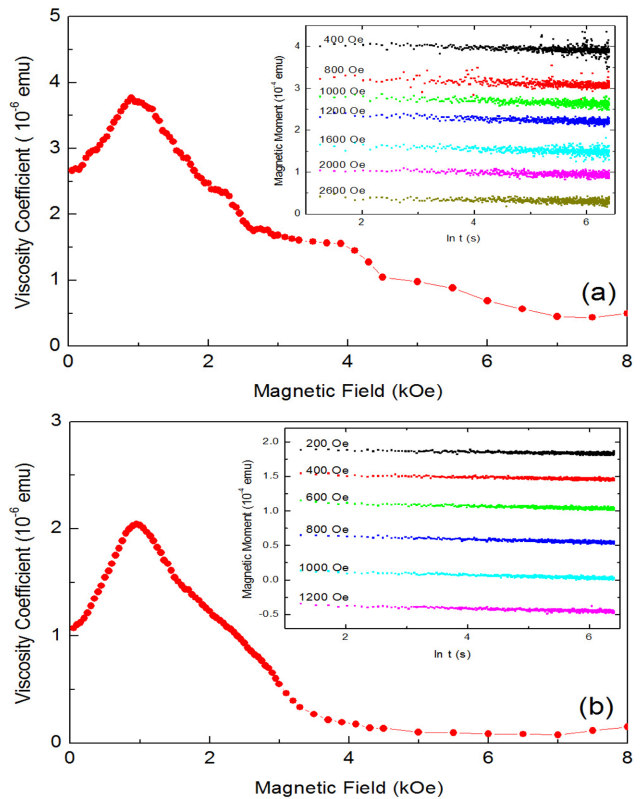 5
4
3
2
1
0
Viscosity Coefficient ( 10⁻⁶ emu)
0
2
4
6
8
Magnetic Field (kOe)
(a)
4
3
2
1
0
Magnetic Moment (10⁻⁴ emu)
2
4
6
ln t (s)
400 Oe
800 Oe
1000 Oe
1200 Oe
1600 Oe
2000 Oe
2600 Oe
3
2
1
0
Viscosity Coefficient (10⁻⁶ emu)
0
2
4
6
8
Magnetic Field (kOe)
(b)
2.0
1.5
1.0
0.5
0.0
-0.5
Magnetic Moment (10⁻⁴ emu)
2
4
6
ln t (s)
200 Oe
400 Oe
600 Oe
800 Oe
1000 Oe
1200 Oe